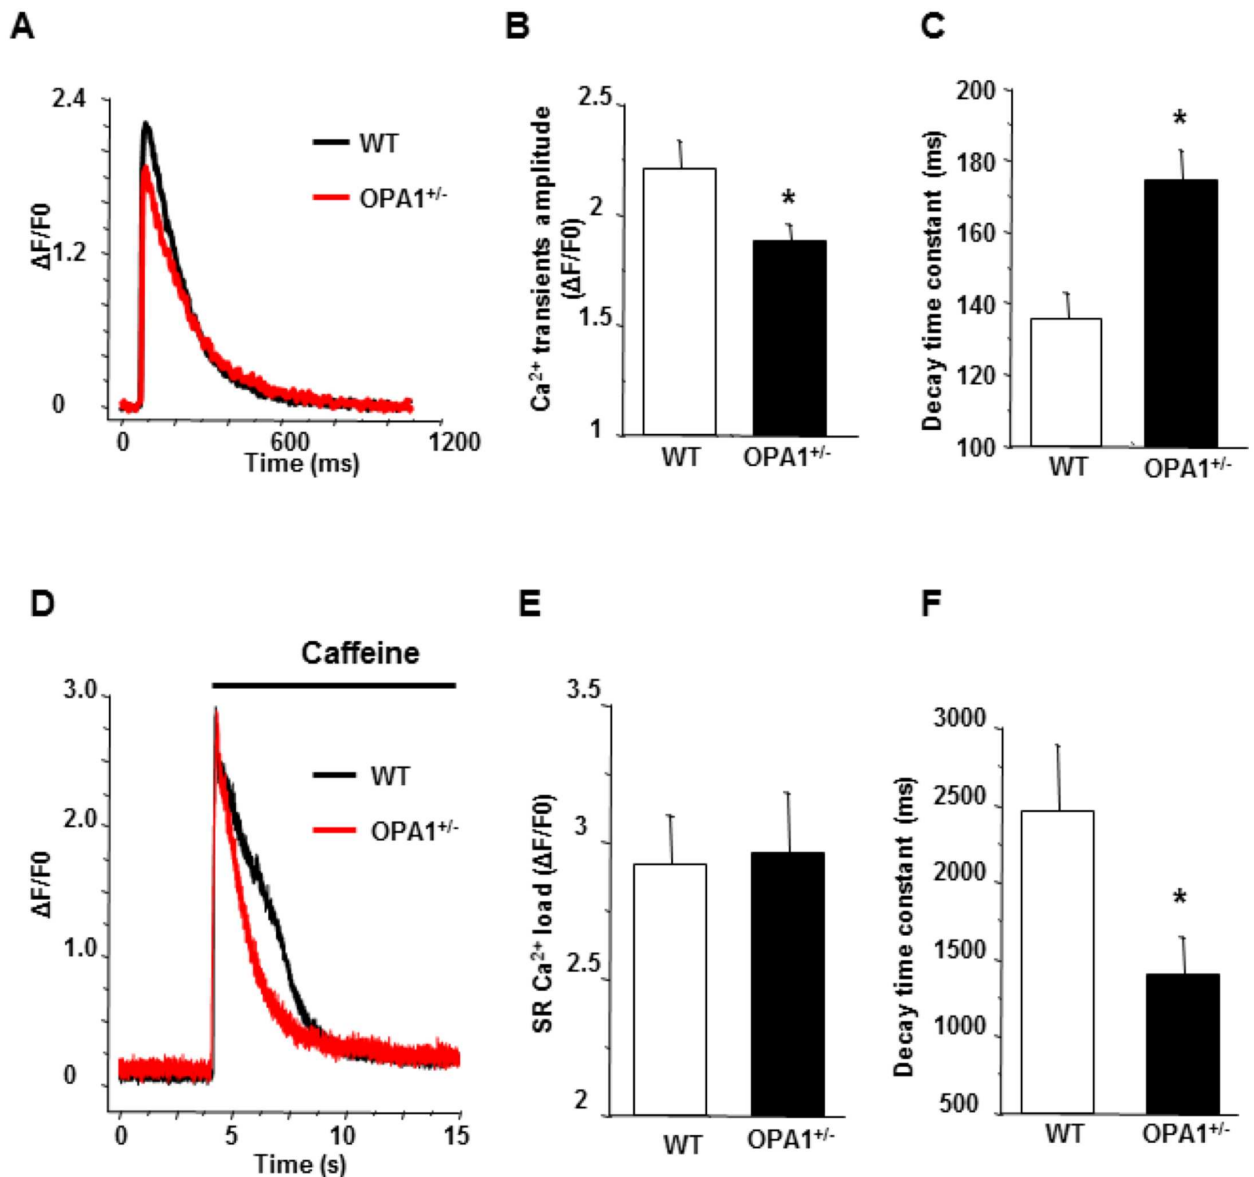 A
2.4
1.2
0
ΔF/F0
WT
OPA1+/-
0
600
1200
Time (ms)
B
2.5
2
1.5
1
Ca2+ transients amplitude
(ΔF/F0)
*
WT
OPA1+/-
C
200
180
160
140
120
100
Decay time constant (ms)
*
WT
OPA1+/-
D
Caffeine
3.0
2.0
1.0
0
ΔF/F0
WT
OPA1+/-
0
5
10
15
Time (s)
E
3.5
3
2.5
2
SR Ca2+ load (ΔF/F0)
WT
OPA1+/-
F
3000
2500
2000
1500
1000
500
Decay time constant (ms)
*
WT
OPA1+/-